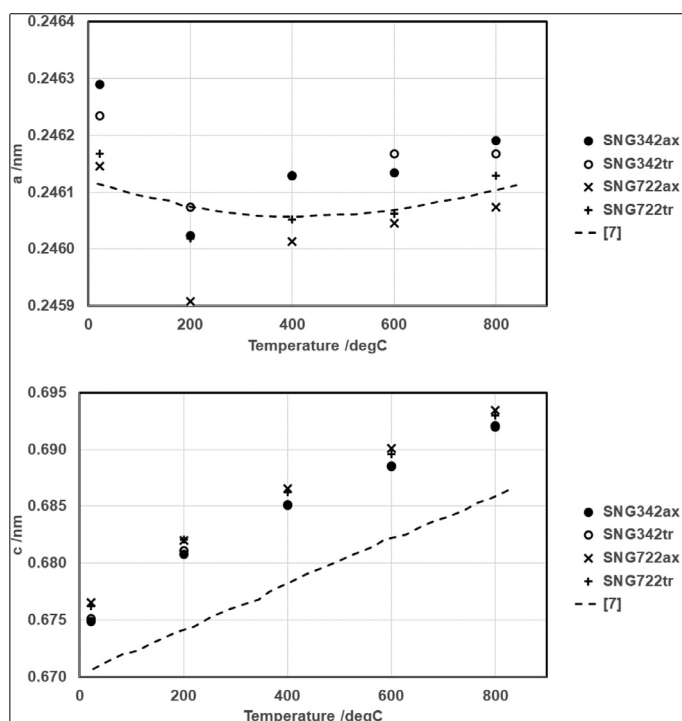 0.2464
0.2463
0.2462
0.2461
0.2460
0.2459
a /nm
0 200 400 600 800
Temperature /degC
SNG342ax
SNG342tr
SNG722ax
SNG722tr
[7]
0.695
0.690
0.685
0.680
0.675
0.670
c /nm
0 200 400 600 800
Temperature /degC
SNG342ax
SNG342tr
SNG722ax
SNG722tr
[7]